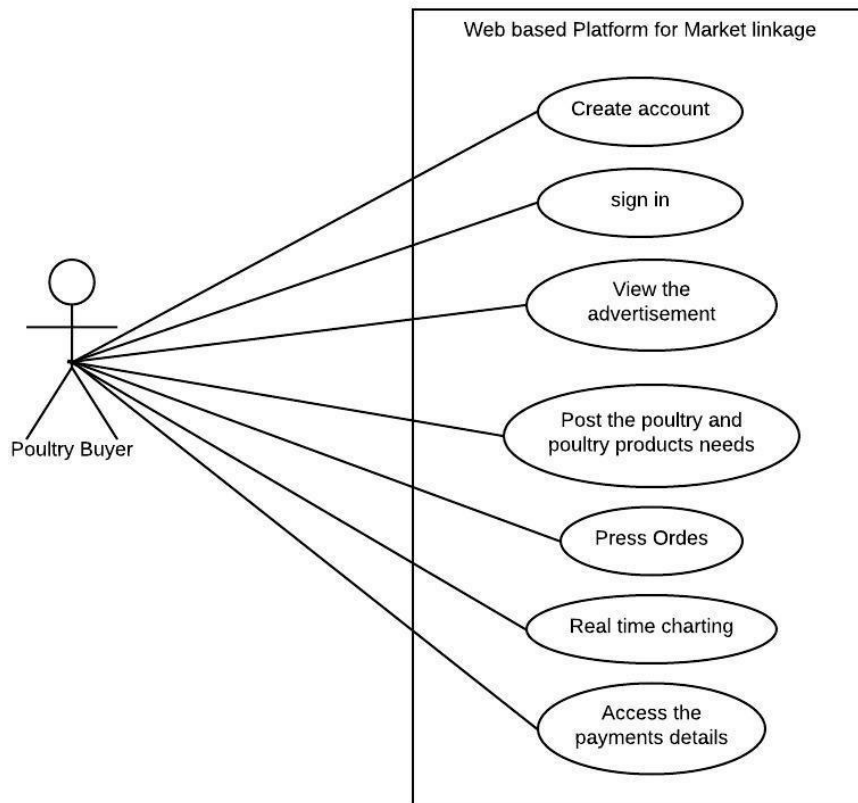 Web based Platform for Market linkage
Create account
sign in
View the
advertisement
Post the poultry and
poultry products needs
Poultry Buyer
Press Ordes
Real time charting
Access the
payments details